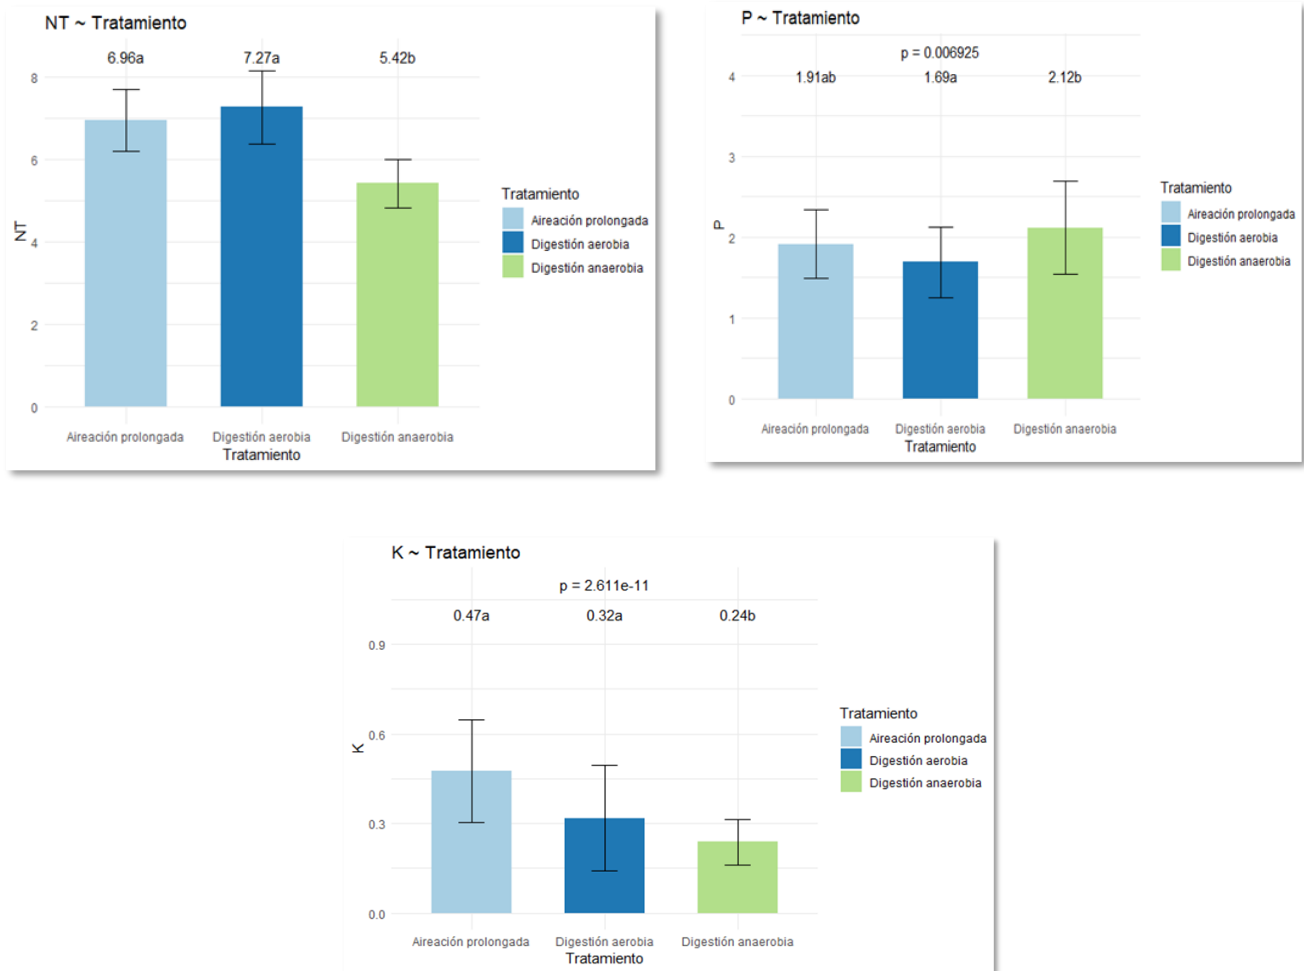 NT ~ Tratamiento
6.96a 7.27a 5.42b
8
6
4
2
0
NT
Aireación prolongada Digestión aerobia Digestión anaerobia
Tratamiento
Tratamiento
Aireación prolongada
Digestión aerobia
Digestión anaerobia
P ~ Tratamiento
p = 0.006925
1.91ab 1.69a 2.12b
4
3
2
1
0
P
Aireación prolongada Digestión aerobia Digestión anaerobia
Tratamiento
Tratamiento
Aireación prolongada
Digestión aerobia
Digestión anaerobia
K ~ Tratamiento
p = 2.611e-11
0.47a 0.32a 0.24b
0.9
0.6
0.3
0.0
K
Aireación prolongada Digestión aerobia Digestión anaerobia
Tratamiento
Tratamiento
Aireación prolongada
Digestión aerobia
Digestión anaerobia